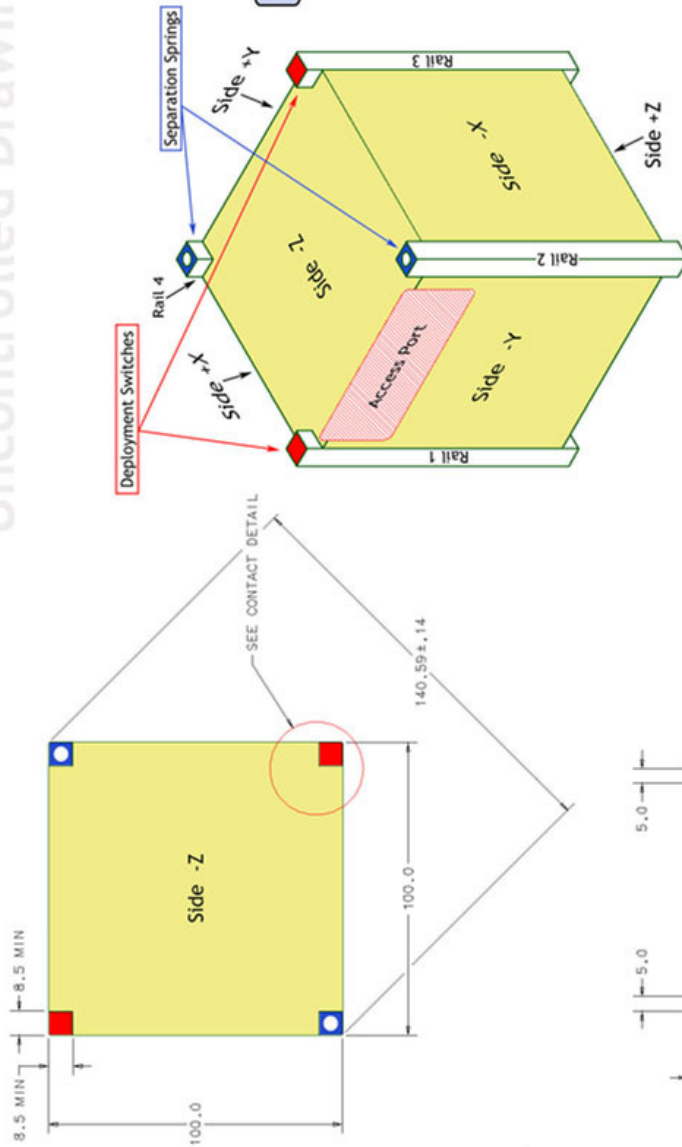 Uncontrolled Drawin
Separation Springs
Deployment Switches
Side +Y
Rail 4
Side +X
Side -Z
Rail 3
Side -X
Side +Z
Rail 2
Access Port
Side -Y
Rail 1
8.5 MIN
8.5 MIN
Side -Z
SEE CONTACT DETAIL
140.59±.14
100.0
100.0
5.0
5.0